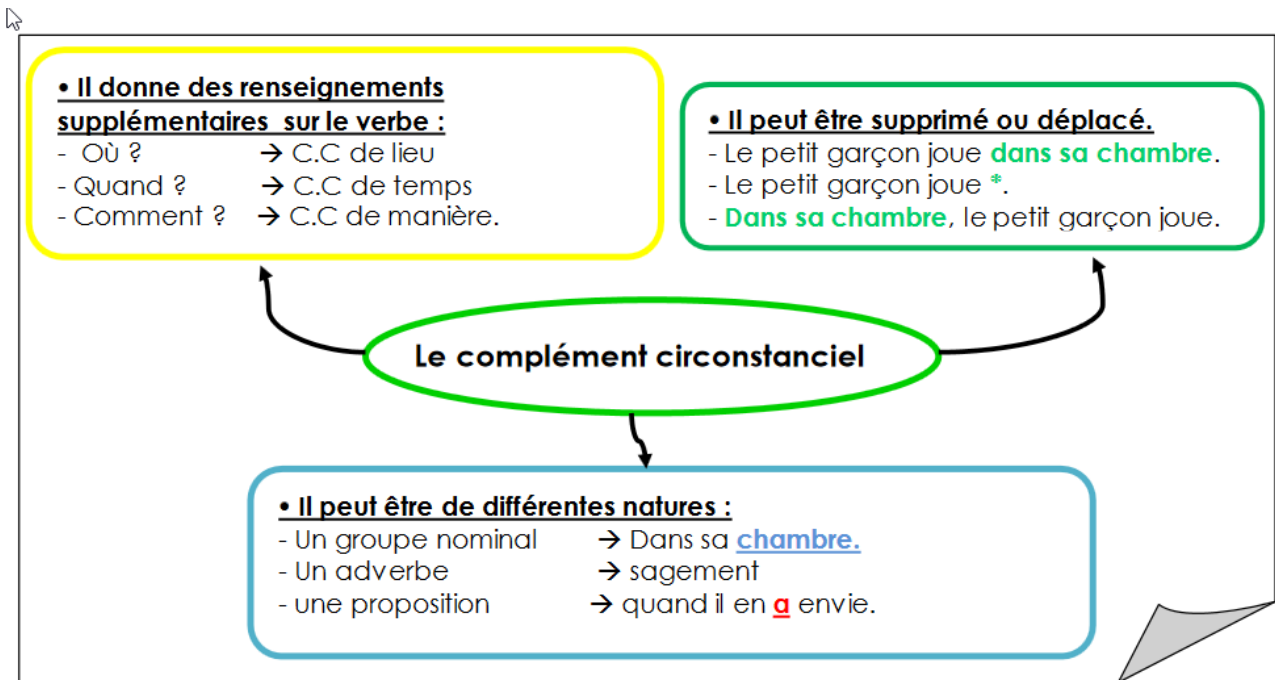 • Il donne des renseignements
supplémentaires sur le verbe :
- Où ? → C.C de lieu
- Quand ? → C.C de temps
- Comment ? → C.C de manière.
• Il peut être supprimé ou déplacé.
- Le petit garçon joue dans sa chambre.
- Le petit garçon joue *.
- Dans sa chambre, le petit garçon joue.
Le complément circonstanciel
• Il peut être de différentes natures :
- Un groupe nominal → Dans sa chambre.
- Un adverbe → sagement
- une proposition → quand il en a envie.